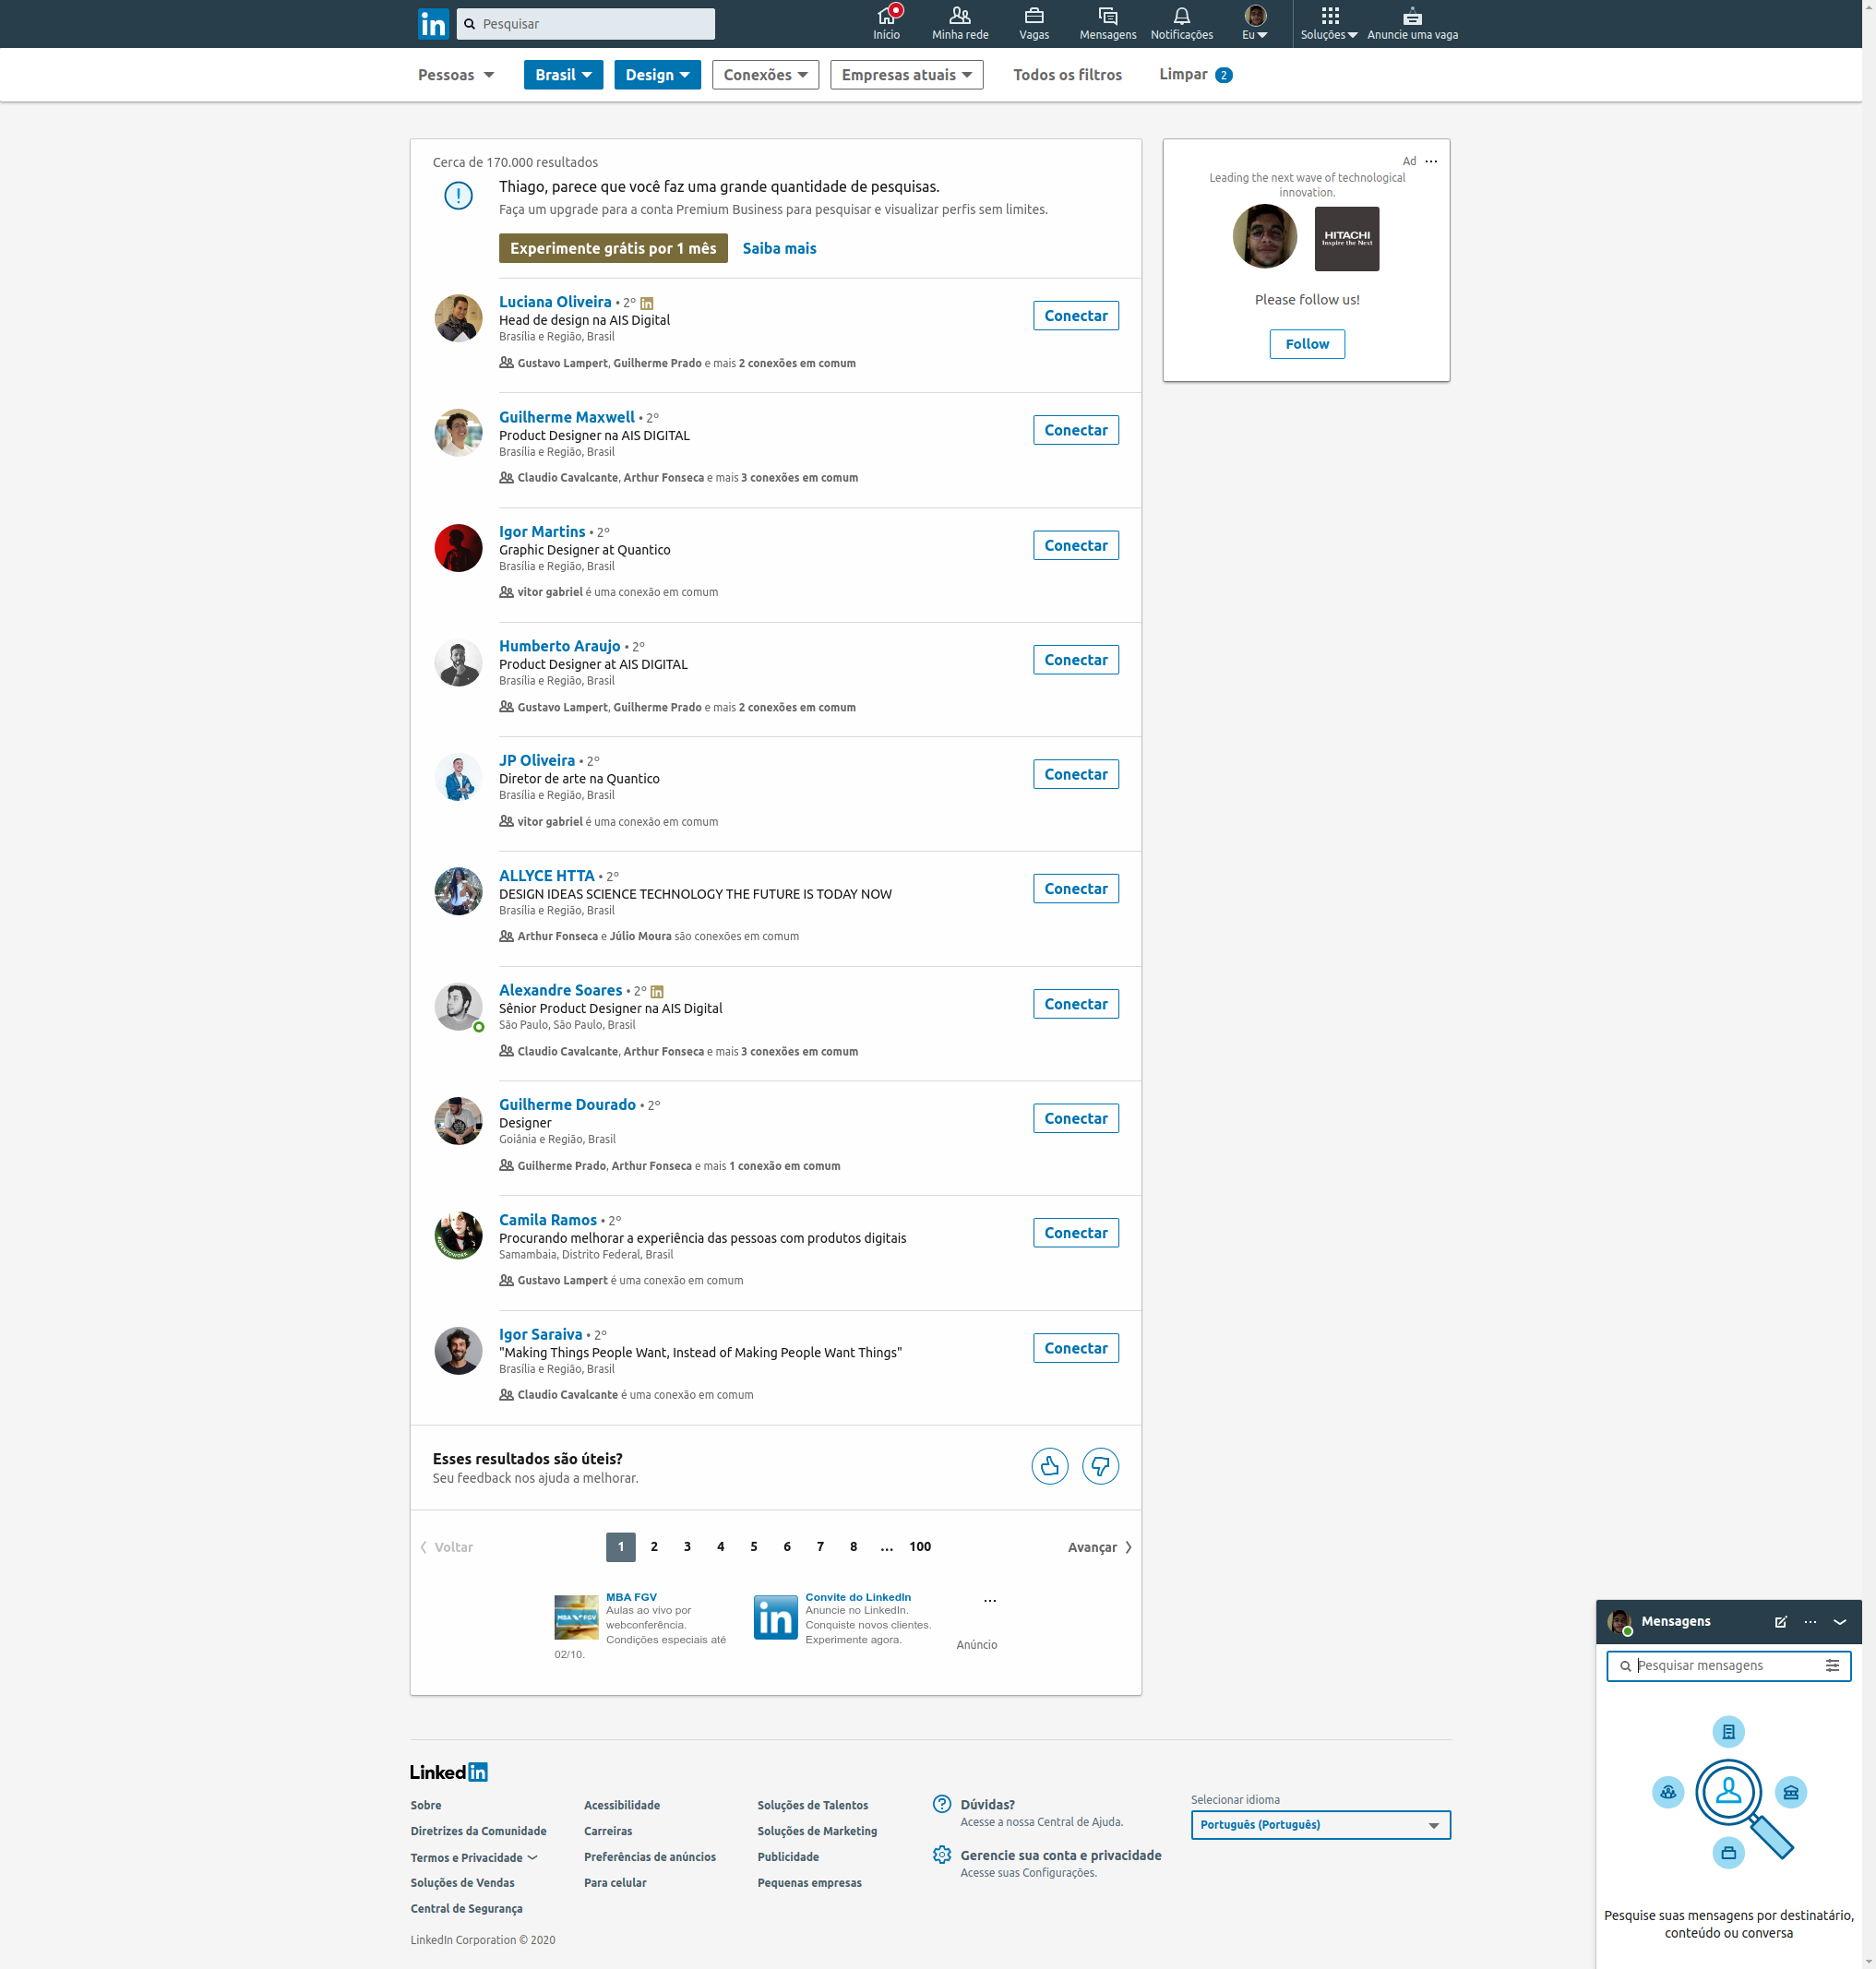 in
Pesquisar
Início
Minha rede
Vagas
Mensagens
Notificações
Eu
Soluções
Anuncie uma vaga
Pessoas
Brasil
Design
Conexões
Empresas atuais
Todos os filtros
Limpar 2
Cerca de 170.000 resultados
Thiago, parece que você faz uma grande quantidade de pesquisas.
Faça um upgrade para a conta Premium Business para pesquisar e visualizar perfis sem limites.
Experimente grátis por 1 mês
Saiba mais
Luciana Oliveira • 2º in
Head de design na AIS Digital
Brasília e Região, Brasil
Gustavo Lampert, Guilherme Prado e mais 2 conexões em comum
Conectar
Guilherme Maxwell • 2º
Product Designer na AIS DIGITAL
Brasília e Região, Brasil
Claudio Cavalcante, Arthur Fonseca e mais 3 conexões em comum
Conectar
Igor Martins • 2º
Graphic Designer at Quantico
Brasília e Região, Brasil
vitor gabriel é uma conexão em comum
Conectar
Humberto Araujo • 2º
Product Designer at AIS DIGITAL
Brasília e Região, Brasil
Gustavo Lampert, Guilherme Prado e mais 2 conexões em comum
Conectar
JP Oliveira • 2º
Diretor de arte na Quantico
Brasília e Região, Brasil
vitor gabriel é uma conexão em comum
Conectar
ALLYCE HTTA • 2º
DESIGN IDEAS SCIENCE TECHNOLOGY THE FUTURE IS TODAY NOW
Brasília e Região, Brasil
Arthur Fonseca e Júlio Moura são conexões em comum
Conectar
Alexandre Soares • 2º in
Sênior Product Designer na AIS Digital
São Paulo, São Paulo, Brasil
Claudio Cavalcante, Arthur Fonseca e mais 3 conexões em comum
Conectar
Guilherme Dourado • 2º
Designer
Goiânia e Região, Brasil
Guilherme Prado, Arthur Fonseca e mais 1 conexão em comum
Conectar
Camila Ramos • 2º
Procurando melhorar a experiência das pessoas com produtos digitais
Samambaia, Distrito Federal, Brasil
Gustavo Lampert é uma conexão em comum
Conectar
Igor Saraiva • 2º
"Making Things People Want, Instead of Making People Want Things"
Brasília e Região, Brasil
Claudio Cavalcante é uma conexão em comum
Conectar
Esses resultados são úteis?
Seu feedback nos ajuda a melhorar.
Voltar
1 2 3 4 5 6 7 8 … 100
Avançar
MBA FGV
MBA FGV
Aulas ao vivo por
webconferência.
Condições especiais até
02/10.
in
Convite do LinkedIn
Anuncie no LinkedIn.
Conquiste novos clientes.
Experimente agora.
Anúncio
Ad
Leading the next wave of technological
innovation.
HITACHI
Inspire the Next
Please follow us!
Follow
Linked in
Sobre
Diretrizes da Comunidade
Termos e Privacidade
Soluções de Vendas
Central de Segurança
Acessibilidade
Carreiras
Preferências de anúncios
Para celular
Soluções de Talentos
Soluções de Marketing
Publicidade
Pequenas empresas
Dúvidas?
Acesse a nossa Central de Ajuda.
Gerencie sua conta e privacidade
Acesse suas Configurações.
Selecionar idioma
Português (Português)
LinkedIn Corporation © 2020
Mensagens
Pesquisar mensagens
Pesquise suas mensagens por destinatário,
conteúdo ou conversa